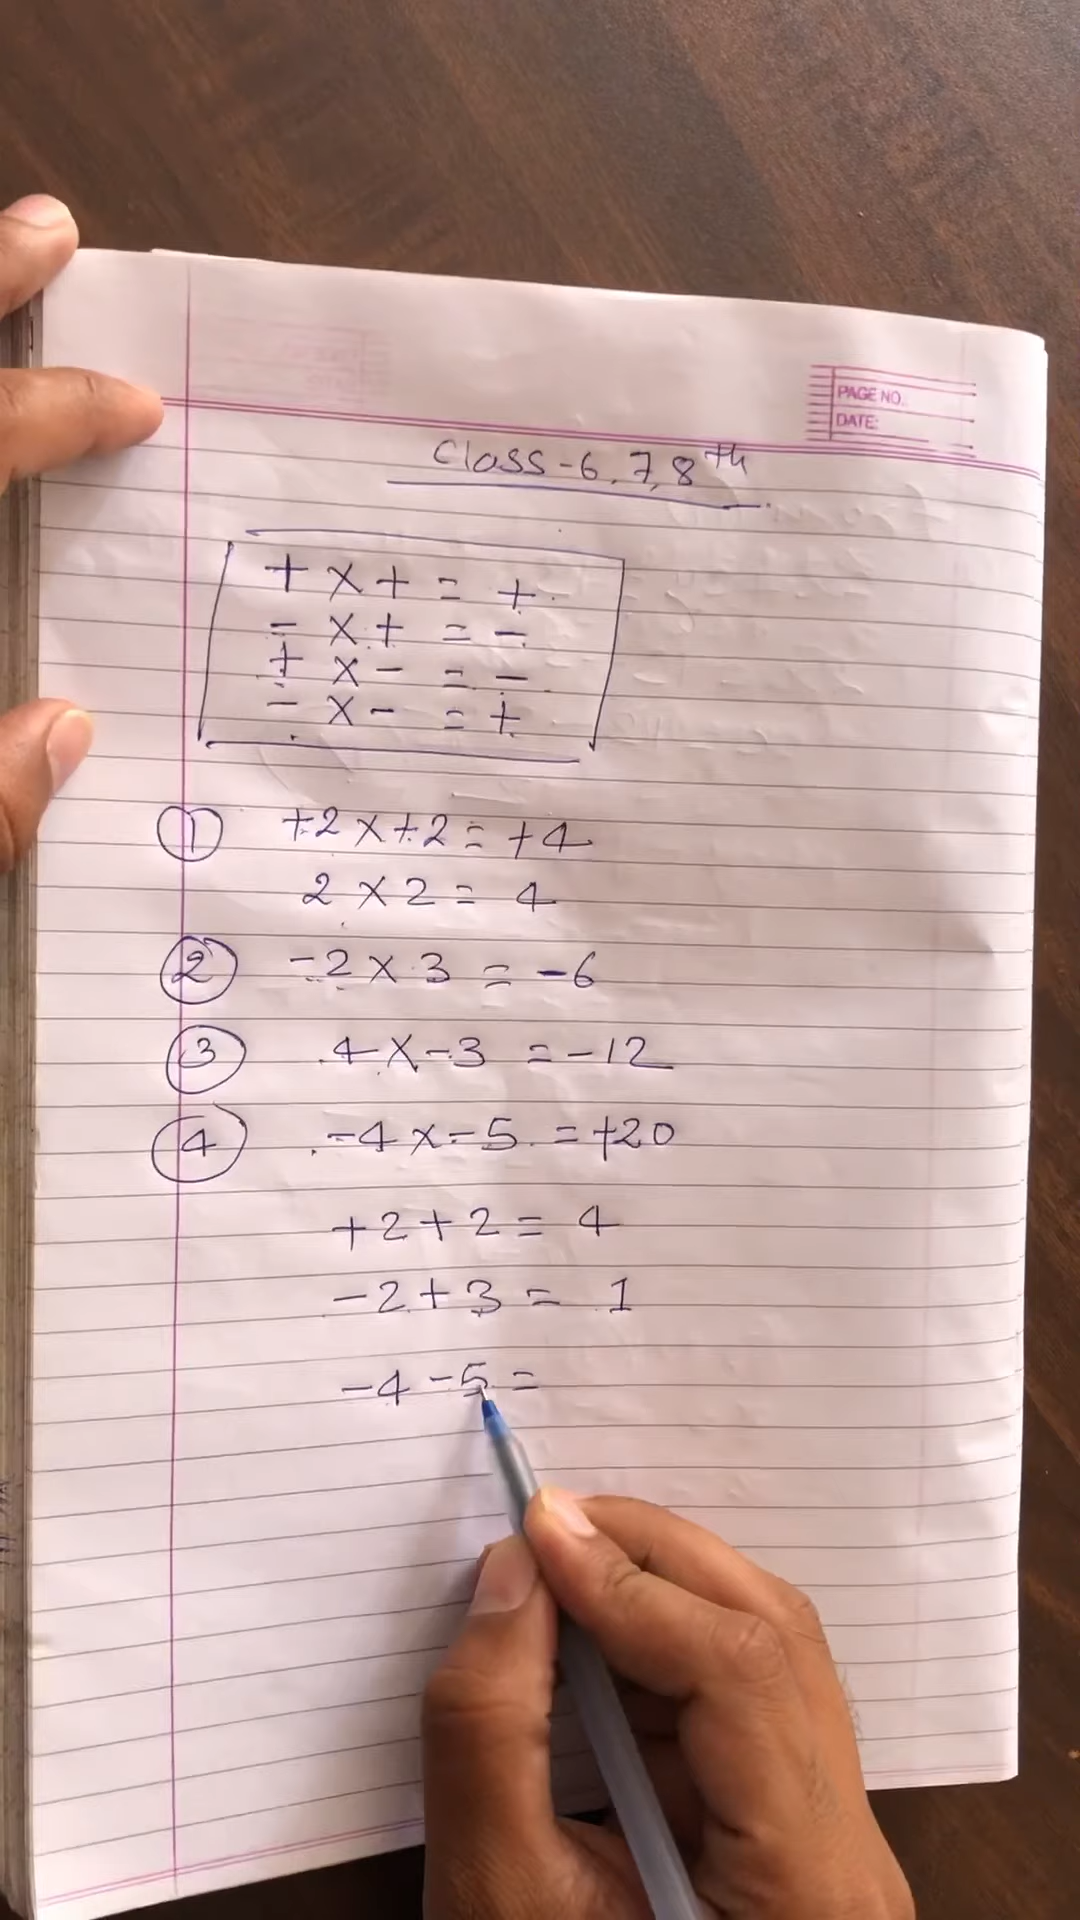 PAGE NO.
DATE:
Class-6,7,8th
+ × + = +
- × + = -
+ × - = -
- × - = +
1 +2 × +2 = +4
2 × 2 = 4
2 -2 × 3 = -6
3 4 × -3 = -12
4 -4 × -5 = +20
+2+2 = 4
-2+3 = 1
-4-5 =